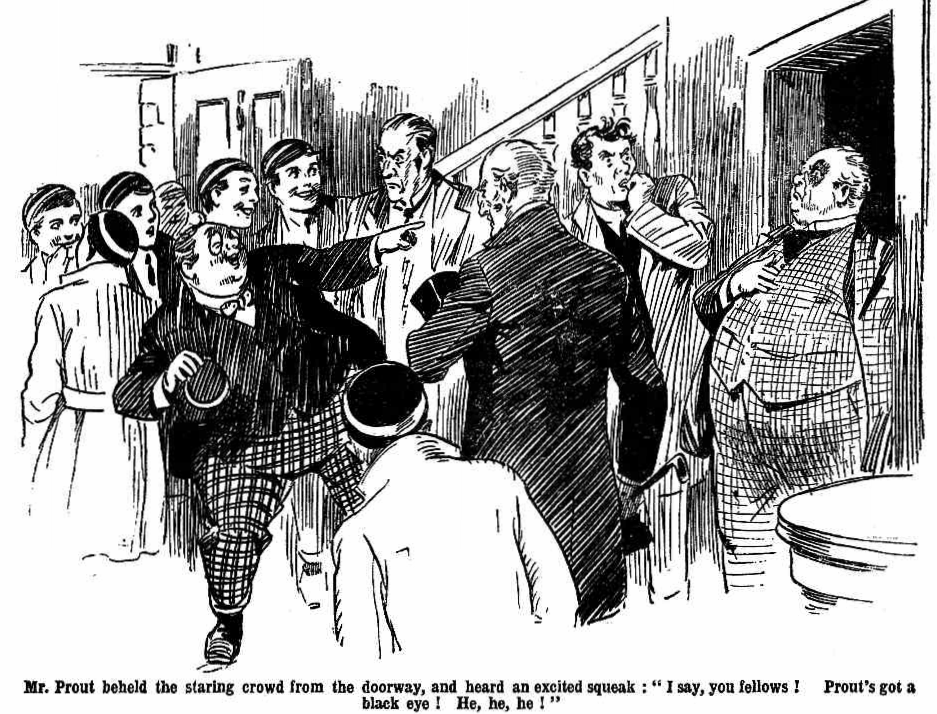 Mr. Prout beheld the staring crowd from the doorway, and heard an excited squeak : “ I say, you fellows ! Prout's got a
black eye ! He, he, he ! ”